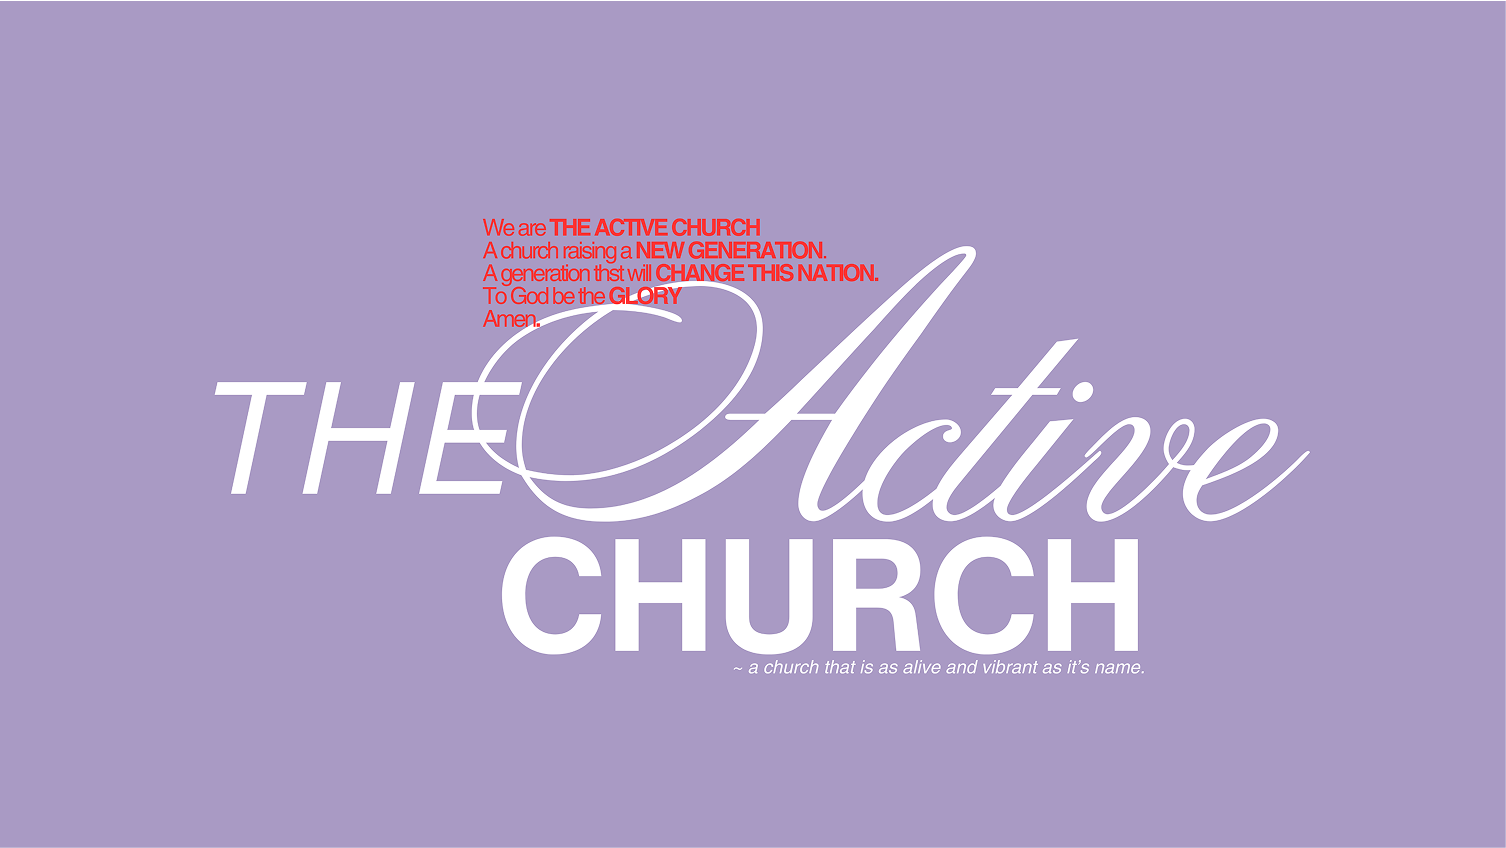 We are THE ACTIVE CHURCH
A church raising a NEW GENERATION.
A generation thst will CHANGE THIS NATION.
To God be the GLORY
Amen.
THE Active
CHURCH
~ a church that is as alive and vibrant as it's name.